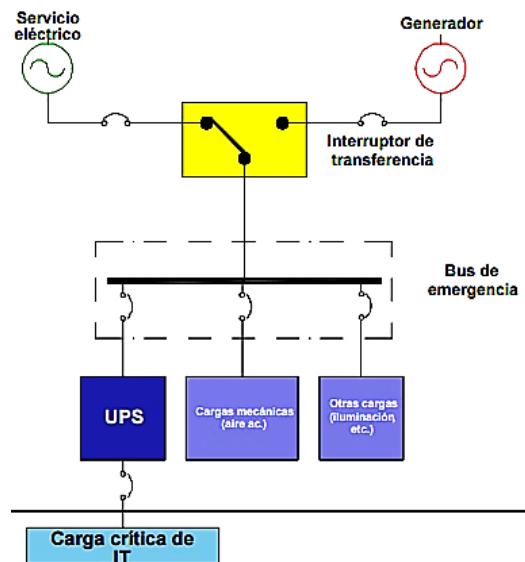 Servicio
eléctrico
Generador
Interruptor de
transferencia
Bus de
emergencia
UPS
Cargas mecánicas
(aire ac.)
Otras cargas
(iluminación,
etc.)
Carga crítica de
IT